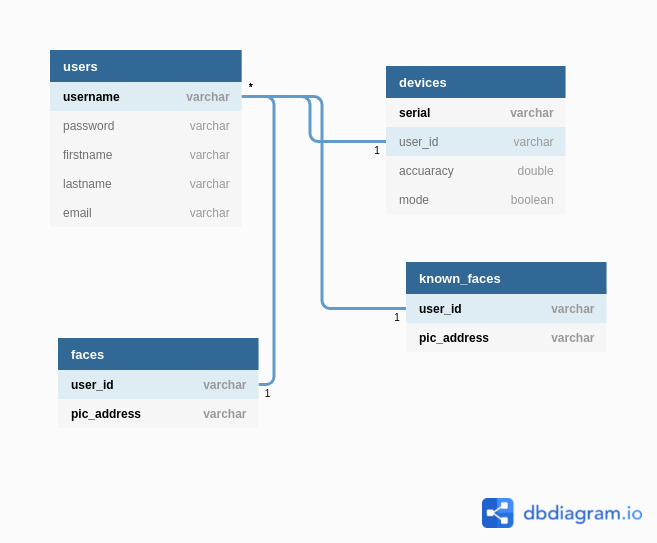 users
username varchar
password varchar
firstname varchar
lastname varchar
email varchar
*
devices
serial varchar
user_id varchar
accuaracy double
mode boolean
1
known_faces
user_id varchar
pic_address varchar
1
faces
user_id varchar
pic_address varchar
1
dbdiagram.io